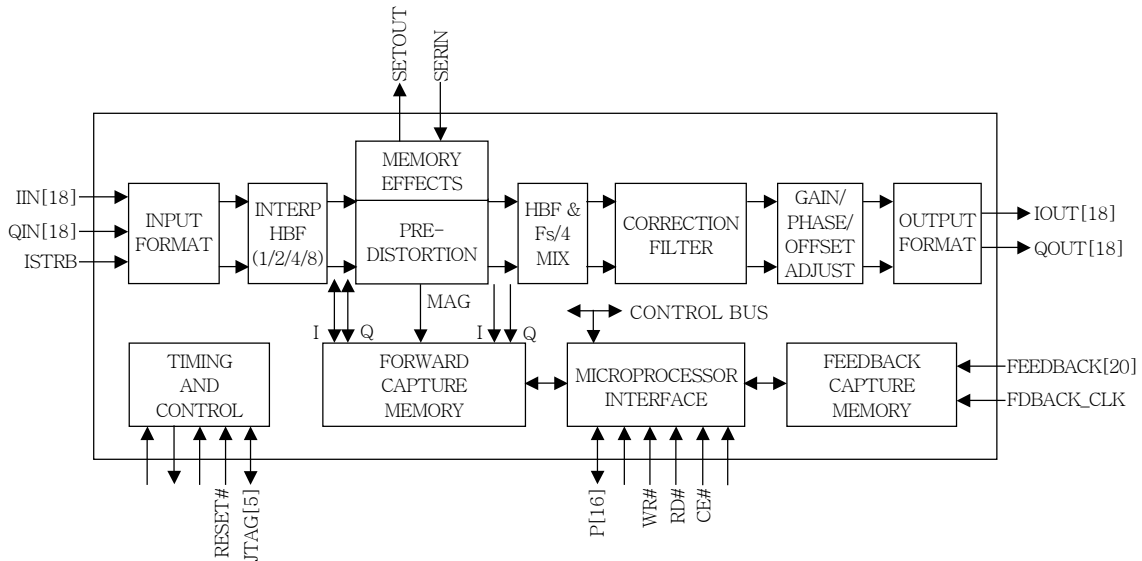 SETOUT
SERIN
IIN[18]
QIN[18]
ISTRB
INPUT
FORMAT
INTERP
HBF
(1/2/4/8)
MEMORY
EFFECTS
PRE-
DISTORTION
HBF &
Fs/4
MIX
CORRECTION
FILTER
GAIN/
PHASE/
OFFSET
ADJUST
OUTPUT
FORMAT
IOUT[18]
QOUT[18]
I
Q
MAG
I
Q
CONTROL BUS
TIMING
AND
CONTROL
FORWARD
CAPTURE
MEMORY
MICROPROCESSOR
INTERFACE
FEEDBACK
CAPTURE
MEMORY
FEEDBACK[20]
FDBACK_CLK
RESET#
JTAG[5]
P[16]
WR#
RD#
CE#